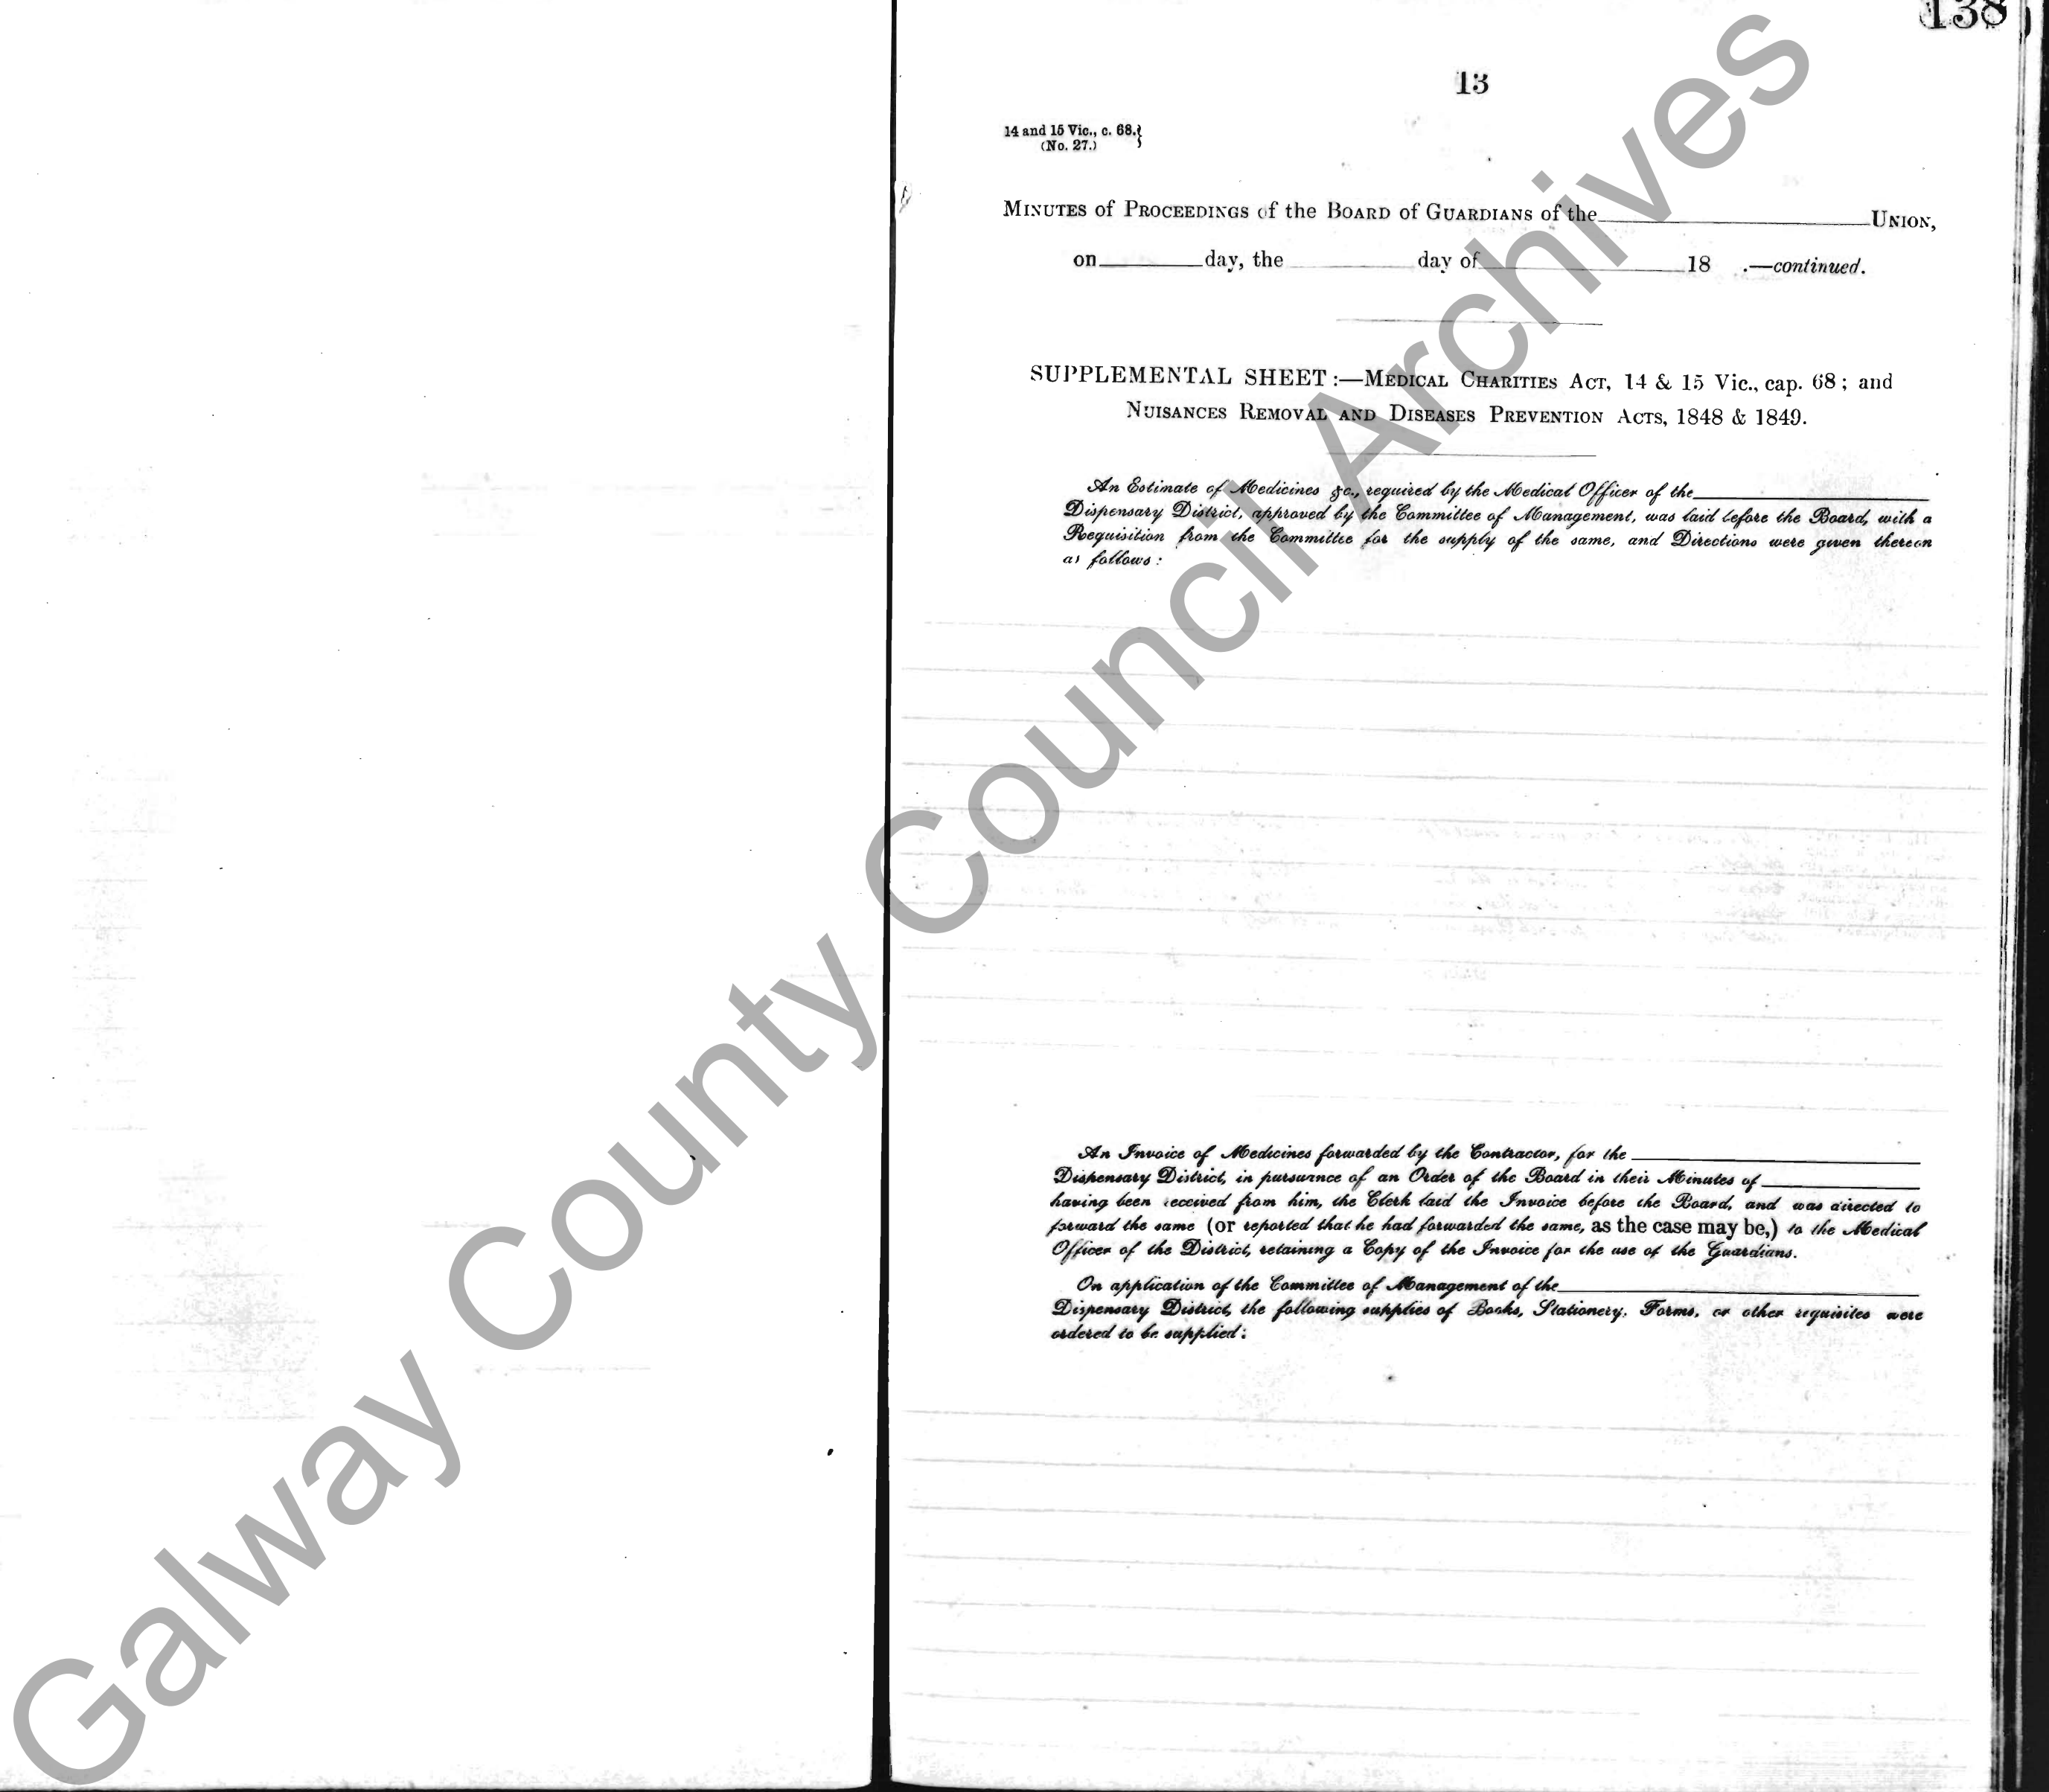 138
13
14 and 15 Vic., c. 68.}
(No. 27.)
MINUTES of PROCEEDINGS of the BOARD of GUARDIANS of the UNION,
on day, the day of 18 .—continued.
SUPPLEMENTAL SHEET :—MEDICAL CHARITIES ACT, 14 & 15 Vic., cap. 68 ; and
NUISANCES REMOVAL AND DISEASES PREVENTION ACTS, 1848 & 1849.
An Estimate of Medicines &c., required by the Medical Officer of the
Dispensary District, approved by the Committee of Management, was laid before the Board, with a
Requisition from the Committee for the supply of the same, and Directions were given thereon
as follows :
An Invoice of Medicines forwarded by the Contractor, for the
Dispensary District, in pursuance of an Order of the Board in their Minutes of
having been received from him, the Clerk laid the Invoice before the Board, and was directed to
forward the same (or reported that he had forwarded the same, as the case may be,) to the Medical
Officer of the District, retaining a Copy of the Invoice for the use of the Guardians.
On application of the Committee of Management of the
Dispensary District, the following supplies of Books, Stationery, Forms, or other requisites were
ordered to be supplied :
Galway County Council Archives